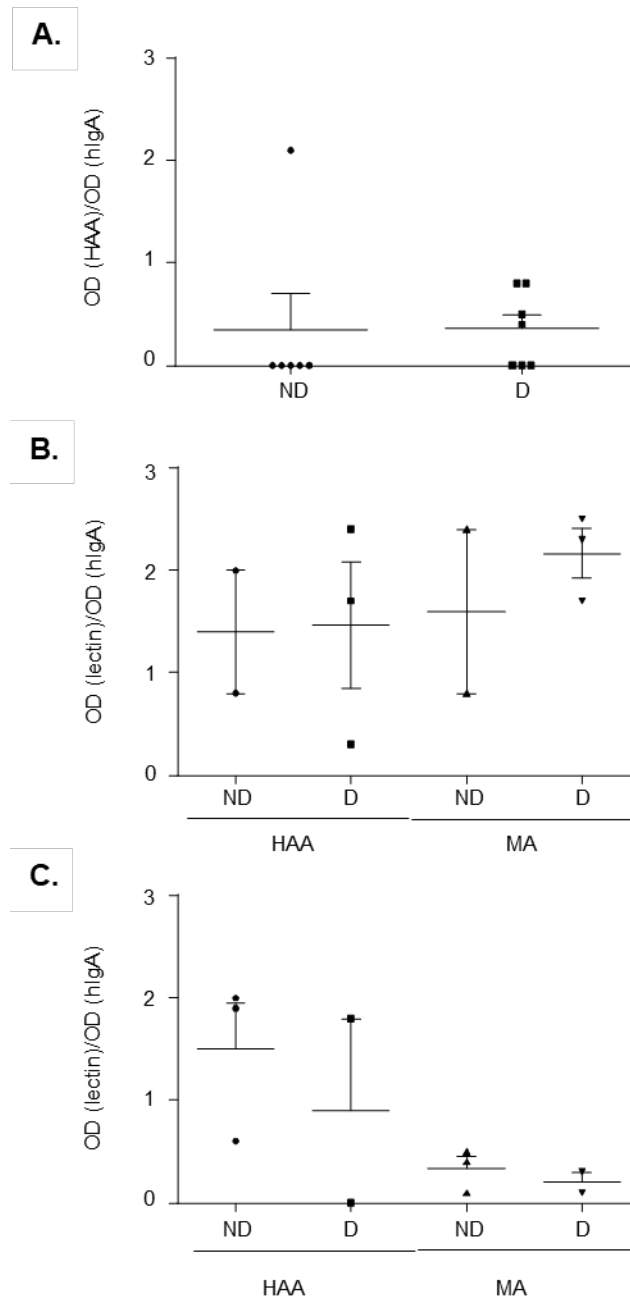 A.
3
2
1
0
OD (HAA)/OD (hIgA)
ND D
B.
3
2
1
0
OD (lectin)/OD (hIgA)
ND D ND D
HAA MA
C.
3
2
1
0
OD (lectin)/OD (hIgA)
ND D ND D
HAA MA